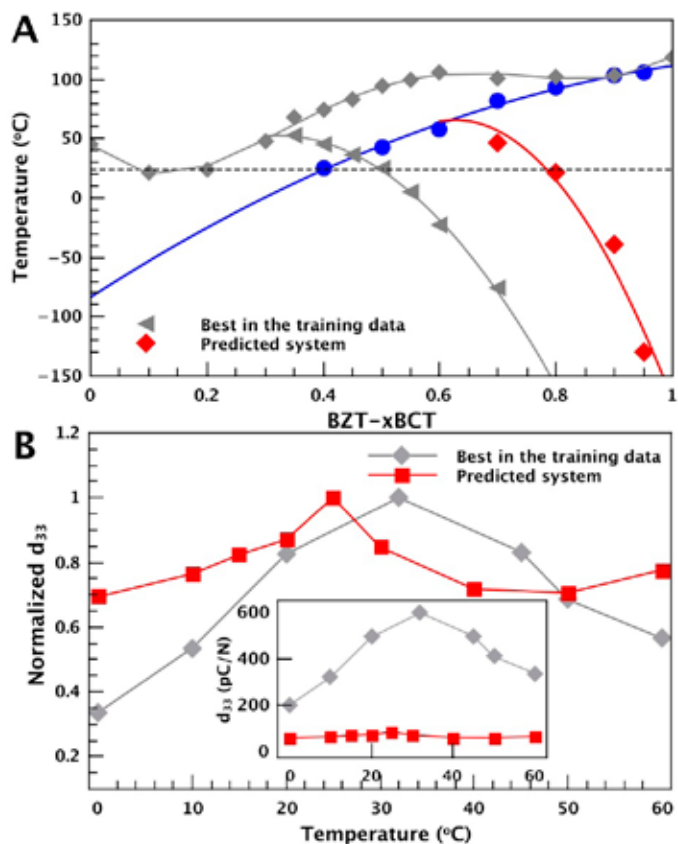 A
150
100
50
0
−50
−100
−150
Temperature (°C)
Best in the training data
Predicted system
0 0.2 0.4 0.6 0.8 1
BZT-xBCT
B
1.2
1
0.8
0.6
0.4
0.2
Normalized d33
Best in the training data
Predicted system
600
400
200
0
d33 (pC/N)
0 20 40 60
0 10 20 30 40 50 60
Temperature (°C)